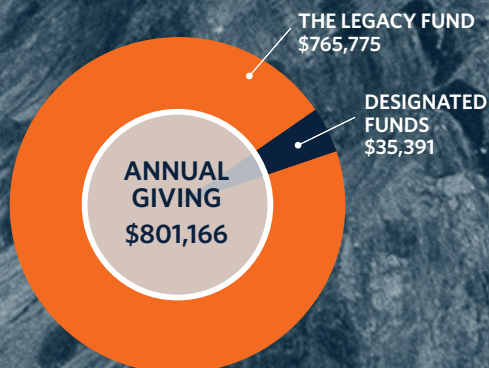 THE LEGACY FUND
$765,775
DESIGNATED
FUNDS
$35,391
ANNUAL
GIVING
$801,166